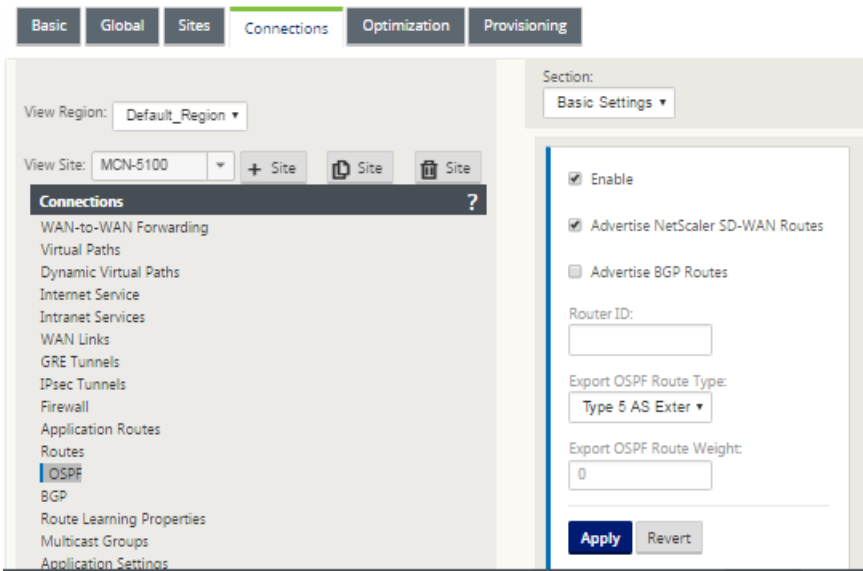 Basic Global Sites Connections Optimization Provisioning
View Region: Default_Region
View Site: MCN-5100 + Site Site Site
Connections ?
WAN-to-WAN Forwarding
Virtual Paths
Dynamic Virtual Paths
Internet Service
Intranet Services
WAN Links
GRE Tunnels
IPsec Tunnels
Firewall
Application Routes
Routes
OSPF
BGP
Route Learning Properties
Multicast Groups
Application Settings
Section:
Basic Settings
Enable
Advertise NetScaler SD-WAN Routes
Advertise BGP Routes
Router ID:
Export OSPF Route Type:
Type 5 AS Exter
Export OSPF Route Weight:
0
Apply Revert